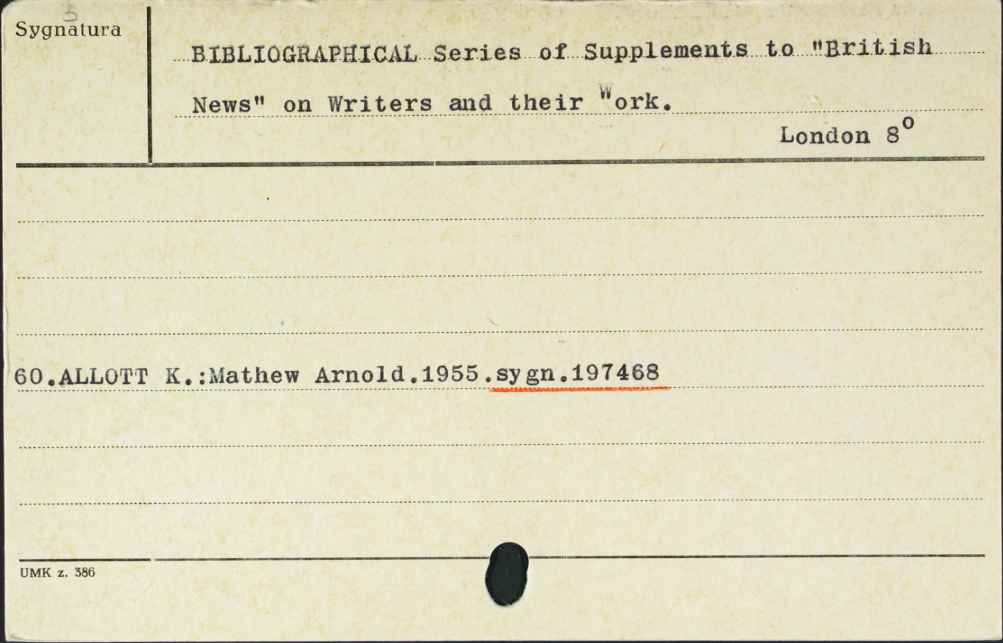 Sygnatura
BIBLIOGRAPHICAL Series of Supplements to "British
News" on Writers and their Work.
London 8º
60.ALLOTT K.:Mathew Arnold.1955.sygn.197468
UMK z. 386